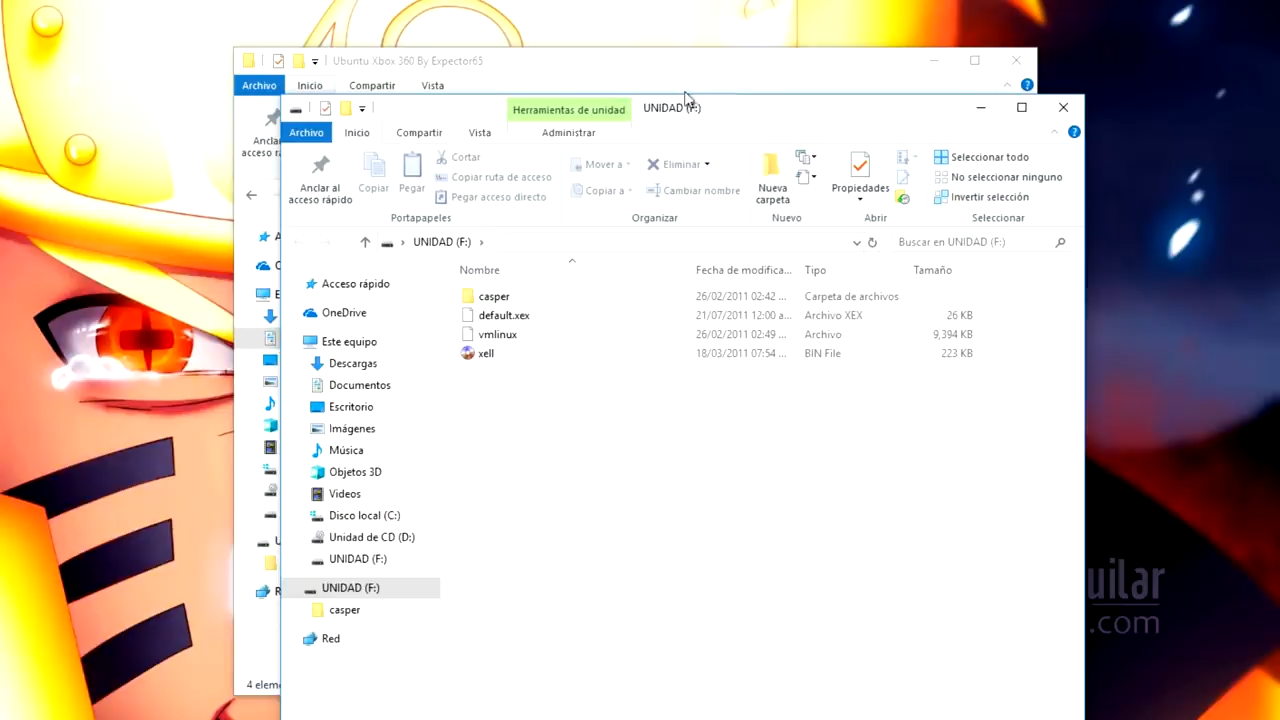 Ubuntu Xbox 360 By Expector65
Archivo Inicio Compartir Vista
Herramientas de unidad UNIDAD (F:)
Archivo Inicio Compartir Vista Administrar
Anclar al acceso rápido
Copiar
Pegar
Cortar
Copiar ruta de acceso
Pegar acceso directo
Portapapeles
Mover a
Copiar a
Eliminar
Cambiar nombre
Organizar
Nueva carpeta
Nuevo
Propiedades
Abrir
Seleccionar todo
No seleccionar ninguno
Invertir selección
Seleccionar
UNIDAD (F:)
Buscar en UNIDAD (F:)
Nombre Fecha de modifica... Tipo Tamaño
casper 26/02/2011 02:42 ... Carpeta de archivos
default.xex 21/07/2011 12:00 a... Archivo XEX 26 KB
vmlinux 26/02/2011 02:49 ... Archivo 9,394 KB
xell 18/03/2011 07:54 ... BIN File 223 KB
Acceso rápido
OneDrive
Este equipo
Descargas
Documentos
Escritorio
Imágenes
Música
Objetos 3D
Videos
Disco local (C:)
Unidad de CD (D:)
UNIDAD (F:)
UNIDAD (F:)
casper
Red
4 eleme
uilar
.com